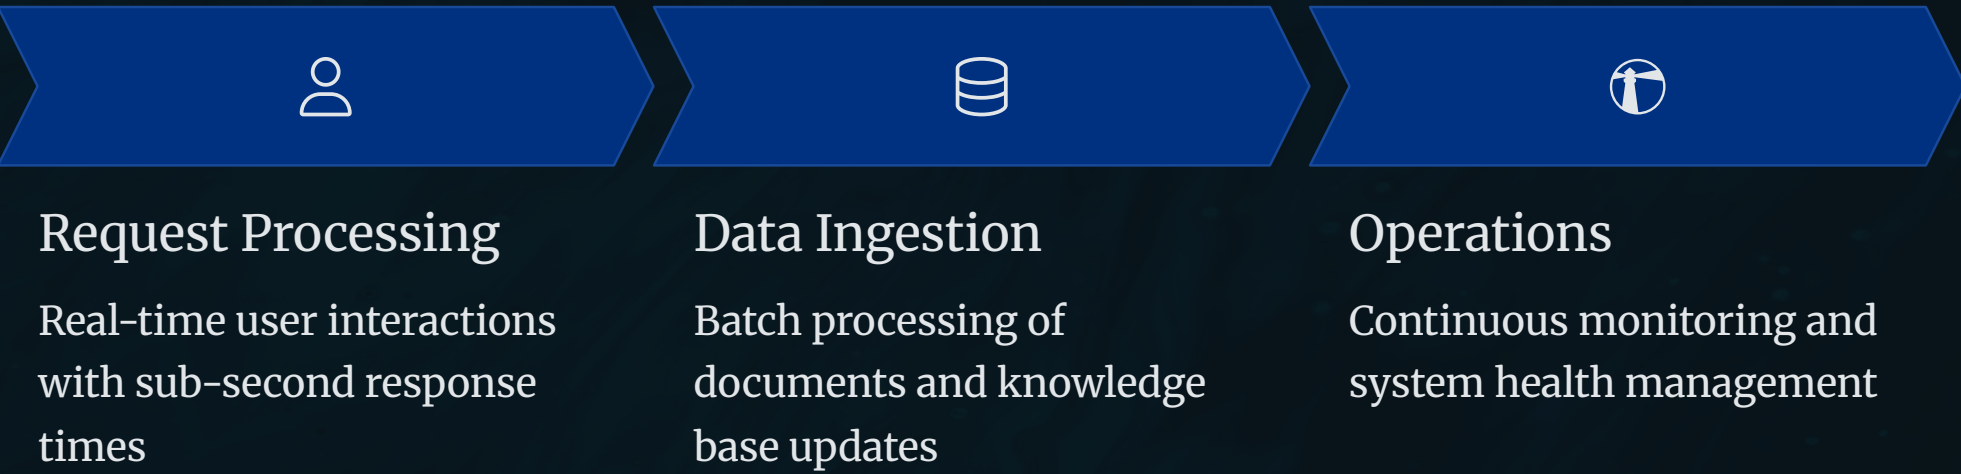 Request Processing
Real-time user interactions
with sub-second response
times
Data Ingestion
Batch processing of
documents and knowledge
base updates
Operations
Continuous monitoring and
system health management